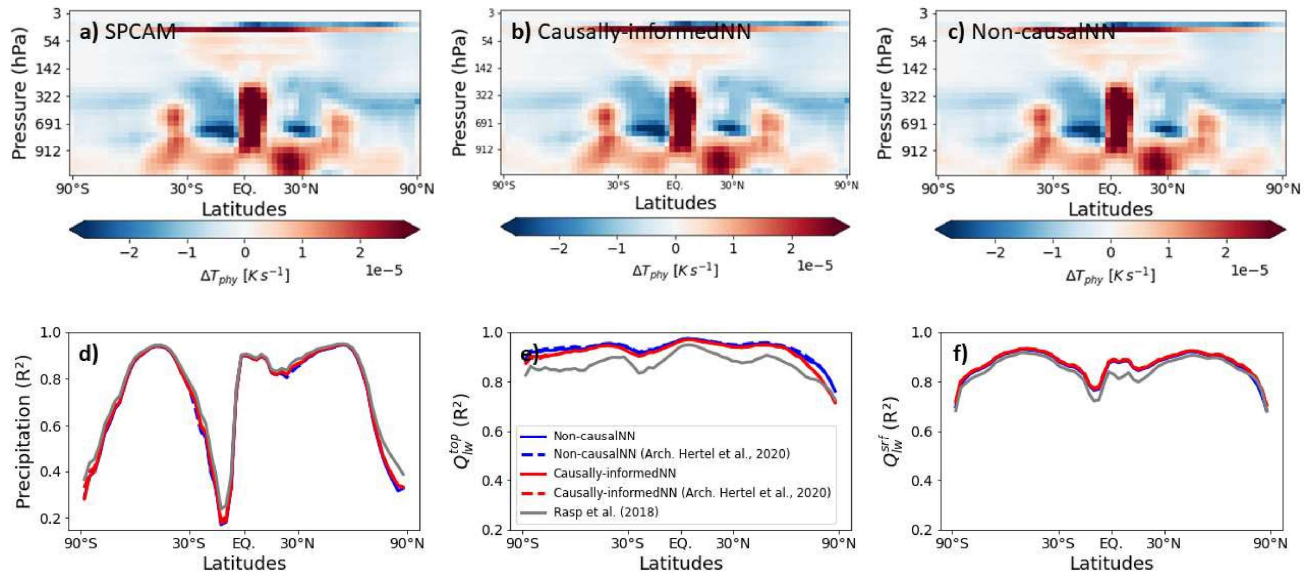 a) SPCAM
Pressure (hPa)
3
54
142
322
691
912
90°S
30°S
EQ.
30°N
90°N
Latitudes
−2
−1
0
1
2
1e−5
ΔT_phy [K s⁻¹]
b) Causally-informedNN
Pressure (hPa)
3
54
142
322
691
912
90°S
30°S
EQ.
30°N
90°N
Latitudes
−2
−1
0
1
2
1e−5
ΔT_phy [K s⁻¹]
c) Non-causalNN
Pressure (hPa)
3
54
142
322
691
912
90°S
30°S
EQ.
30°N
90°N
Latitudes
−2
−1
0
1
2
1e−5
ΔT_phy [K s⁻¹]
d)
Precipitation (R²)
1.0
0.8
0.6
0.4
0.2
90°S
30°S
EQ.
30°N
90°N
Latitudes
e)
Q_lw^top (R²)
1.0
0.8
0.6
0.4
0.2
Non-causalNN
Non-causalNN (Arch. Hertel et al., 2020)
Causally-informedNN
Causally-informedNN (Arch. Hertel et al., 2020)
Rasp et al. (2018)
90°S
30°S
EQ.
30°N
90°N
Latitudes
f)
Q_lw^srf (R²)
1.0
0.8
0.6
0.4
0.2
90°S
30°S
EQ.
30°N
90°N
Latitudes